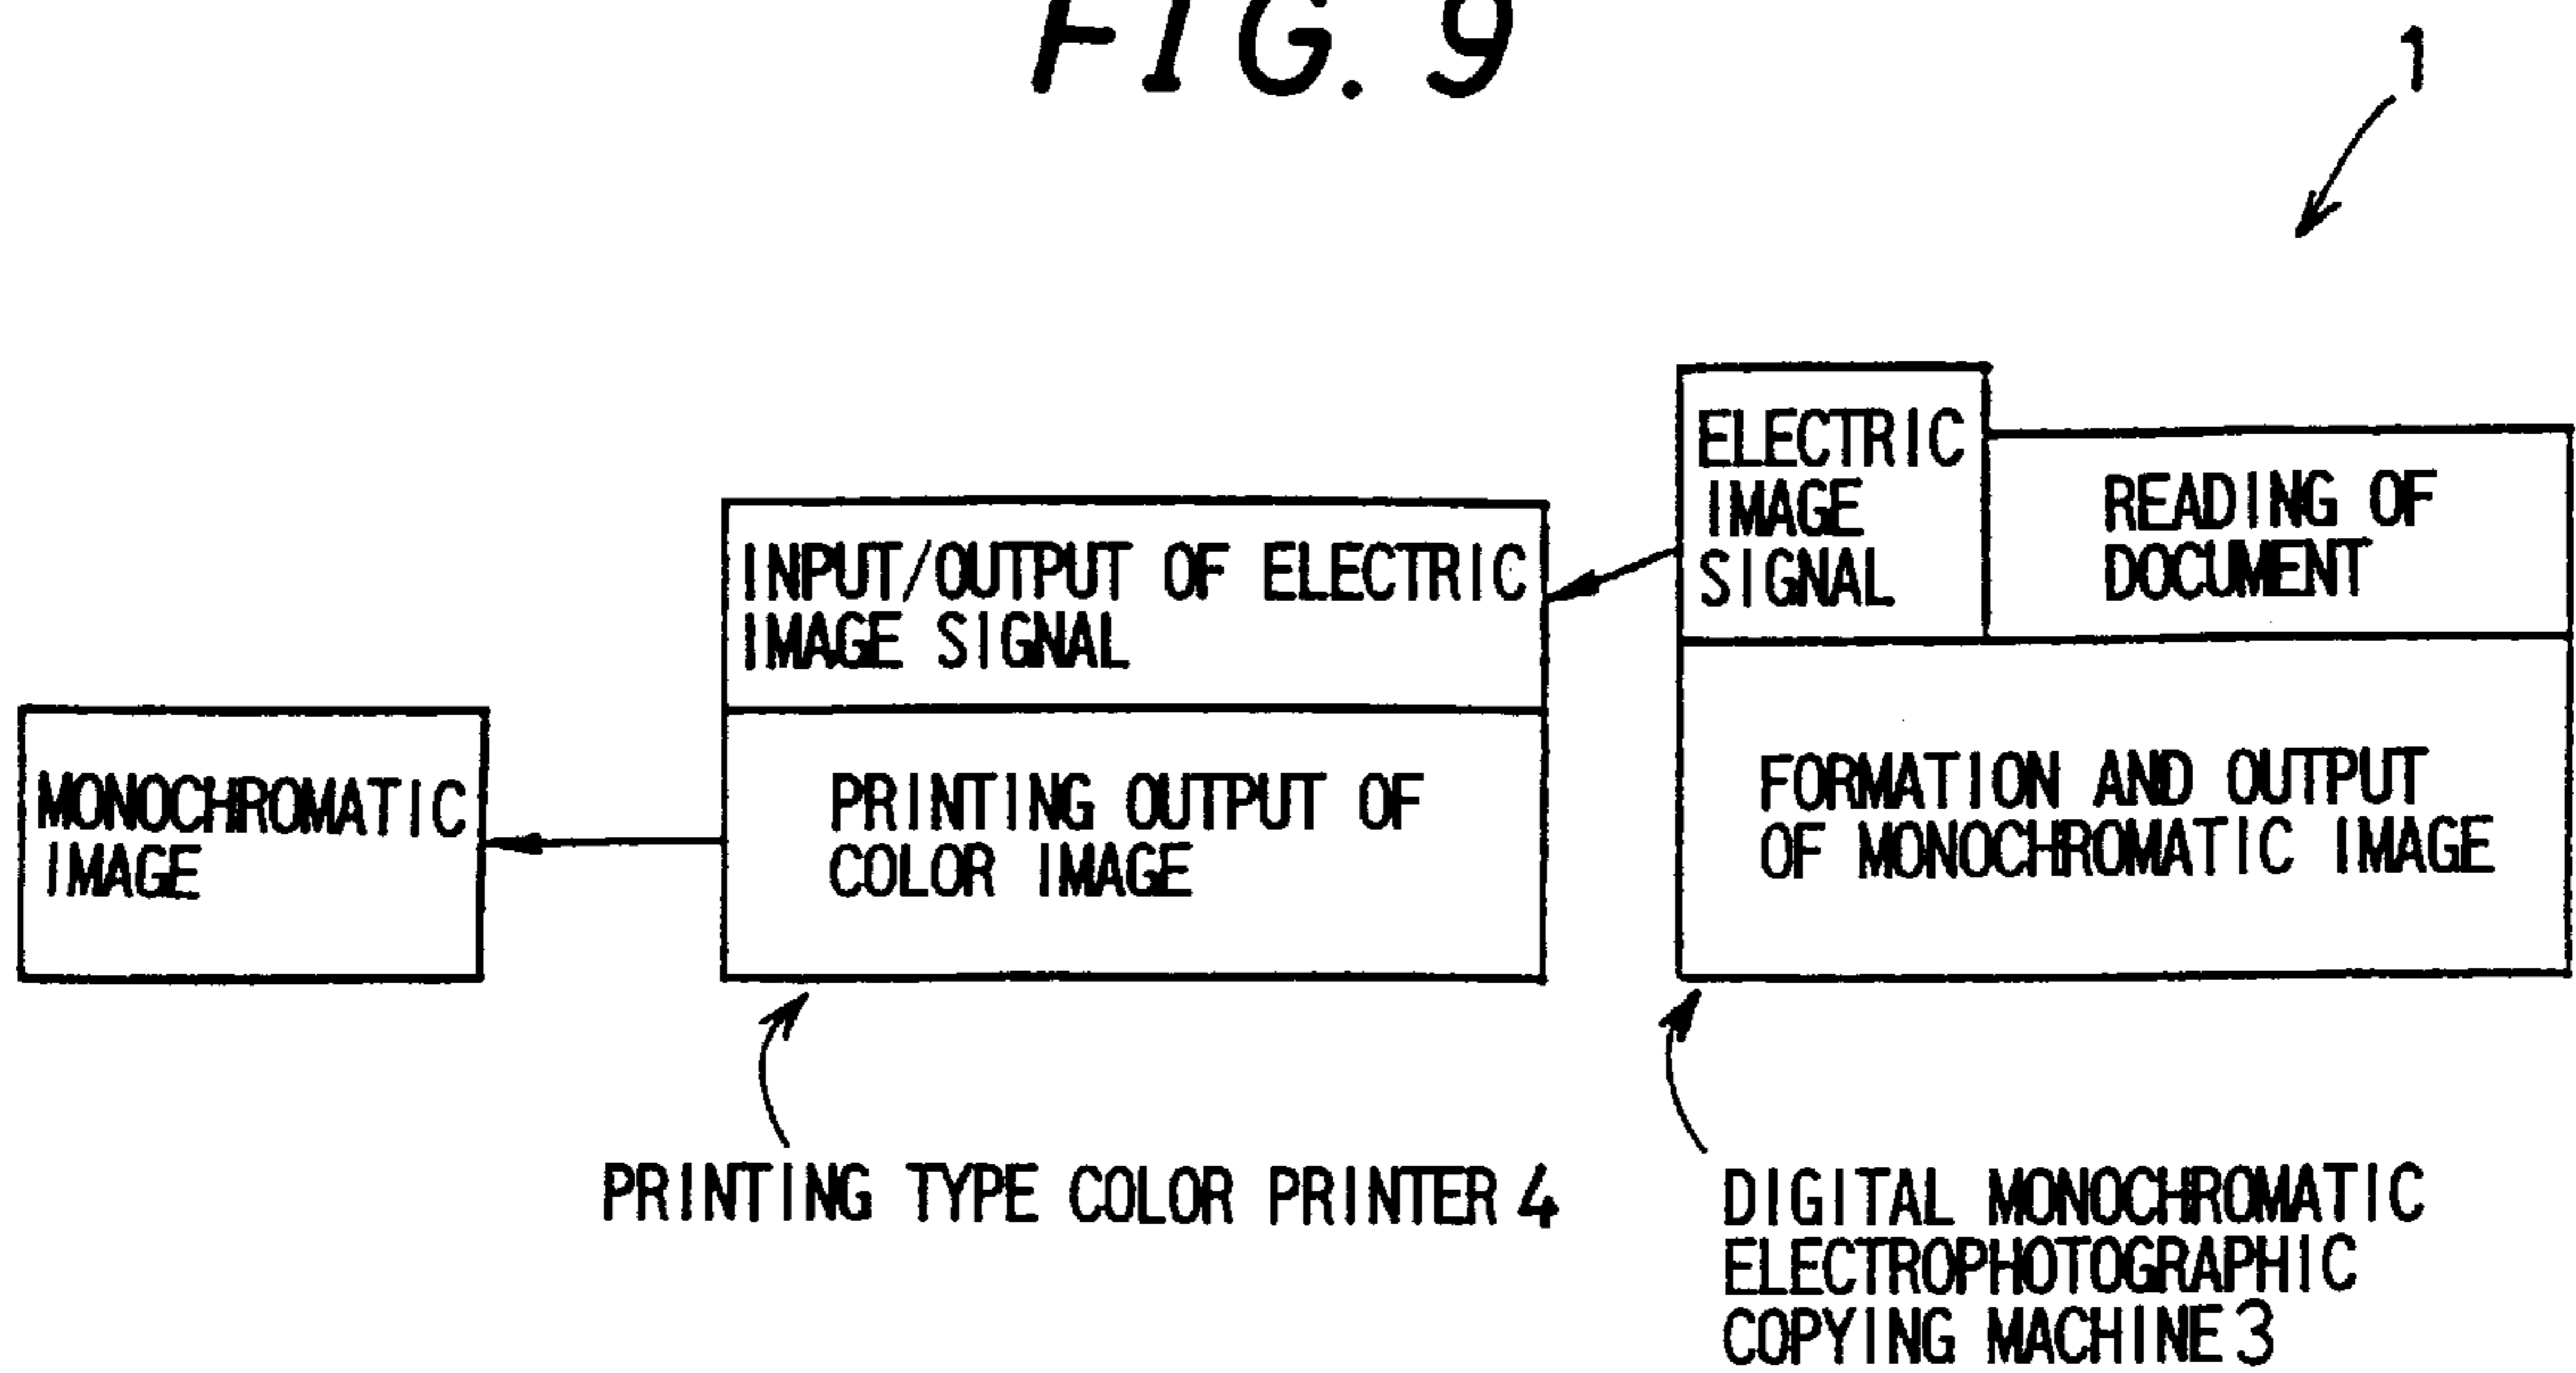 FIG. 9
1
ELECTRIC
IMAGE
SIGNAL
READING OF
DOCUMENT
INPUT/OUTPUT OF ELECTRIC
IMAGE SIGNAL
MONOCHROMATIC
IMAGE
PRINTING OUTPUT OF
COLOR IMAGE
FORMATION AND OUTPUT
OF MONOCHROMATIC IMAGE
PRINTING TYPE COLOR PRINTER 4
DIGITAL MONOCHROMATIC
ELECTROPHOTOGRAPHIC
COPYING MACHINE 3